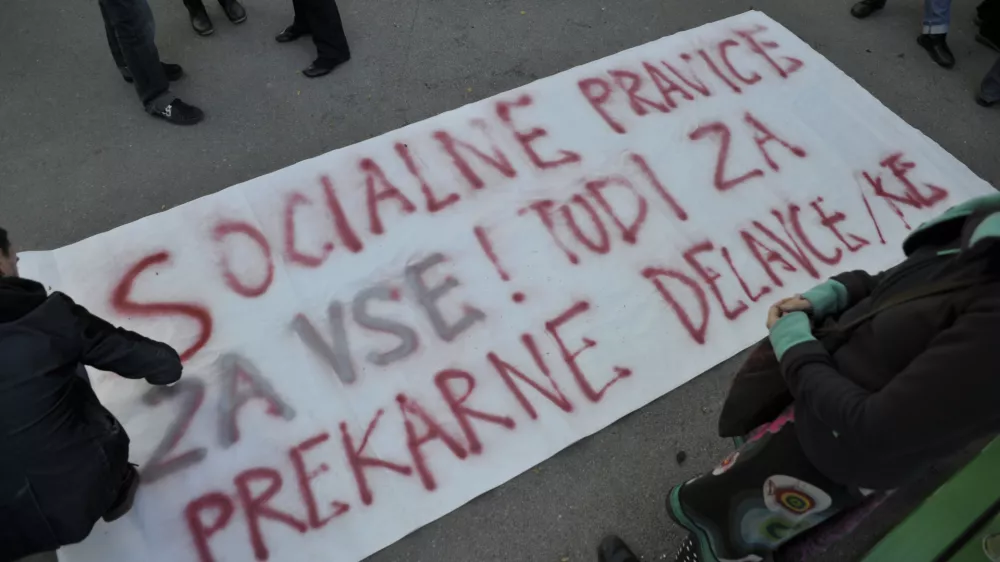 SOCIALNE PRAVICE
ZA VSE! TUDI ZA
PREKARNE DELAVCE/KE